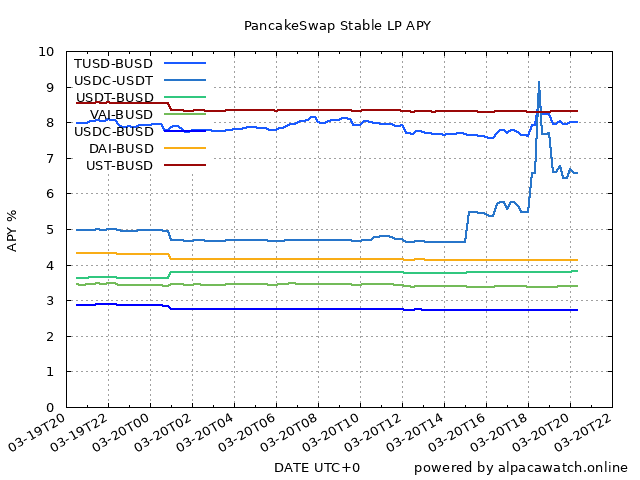 PancakeSwap Stable LP APY
10
9
8
7
6
5
4
3
2
1
0
APY %
TUSD-BUSD
USDC-USDT
USDT-BUSD
VAI-BUSD
USDC-BUSD
DAI-BUSD
UST-BUSD
03-19T20
03-19T22
03-20T00
03-20T02
03-20T04
03-20T06
03-20T08
03-20T10
03-20T12
03-20T14
03-20T16
03-20T18
03-20T20
03-20T22
DATE UTC+0
powered by alpacawatch.online